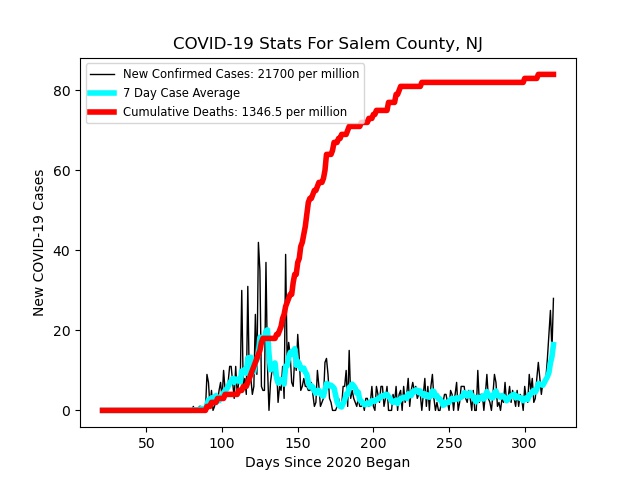 COVID-19 Stats For Salem County, NJ
New Confirmed Cases: 21700 per million
7 Day Case Average
Cumulative Deaths: 1346.5 per million
New COVID-19 Cases
80
60
40
20
0
50 100 150 200 250 300
Days Since 2020 Began